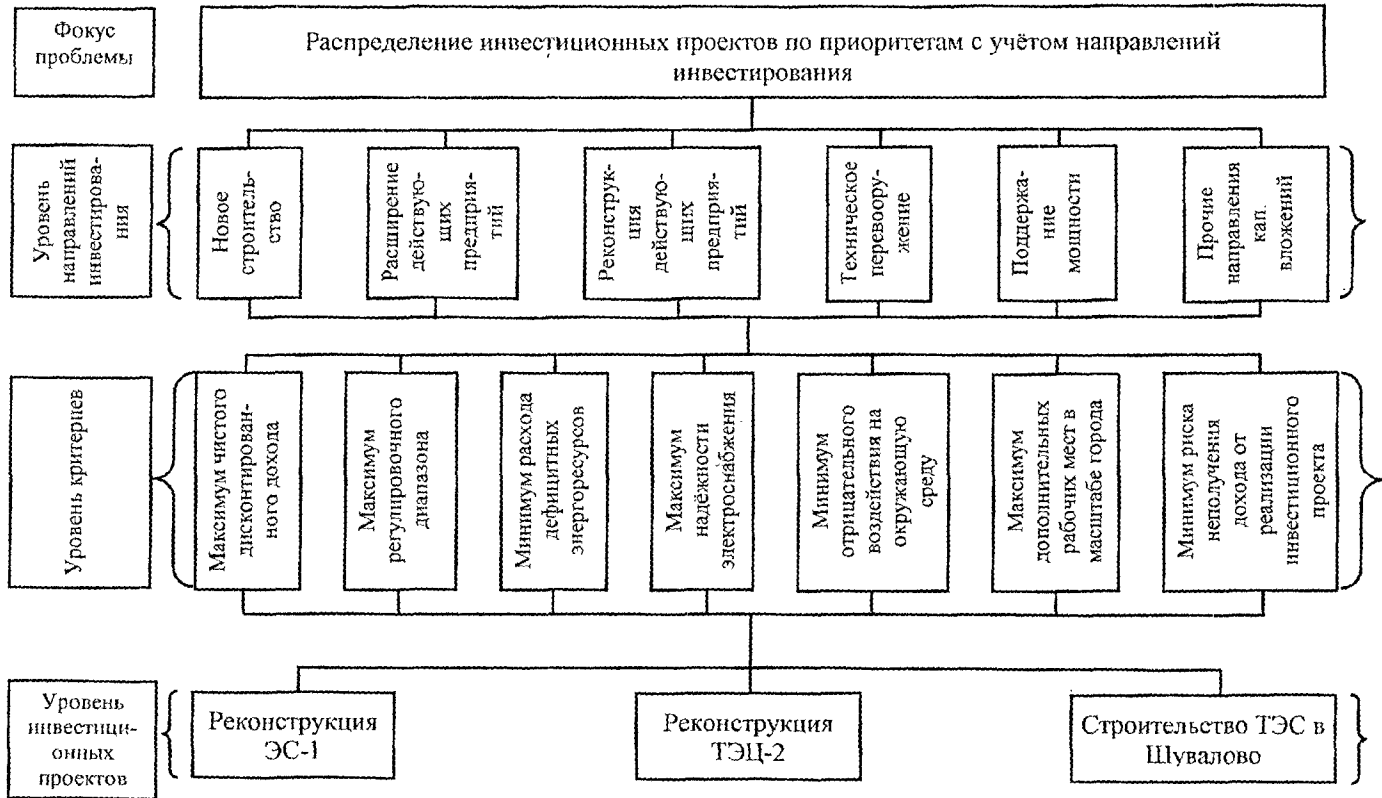 Фокус
проблемы
Распределение инвестиционных проектов по приоритетам с учётом направлений
инвестирования
Уровень
направлений
инвестирова-
ния
Новое
строитель-
ство
Расширение
действую-
щих
предприя-
тий
Реконструк-
ция
действую-
щих
предприя-
тий
Техническое
перевоору-
жение
Поддержа-
ние
мощности
Прочие
направления
кап.
вложений
Уровень критериев
Максимум чистого
дисконтирован-
ного дохода
Максимум
регулировочного
диапазона
Минимум расхода
дефицитных
энергоресурсов
Максимум
надёжности
электроснабжения
Минимум
отрицательного
воздействия на
окружающую
среду
Максимум
дополнительных
рабочих мест в
масштабе города
Минимум риска
неполучения
дохода от
реализации
инвестиционного
проекта
Уровень
инвестици-
онных
проектов
Реконструкция
ЭС-1
Реконструкция
ТЭЦ-2
Строительство ТЭС в
Шувалово